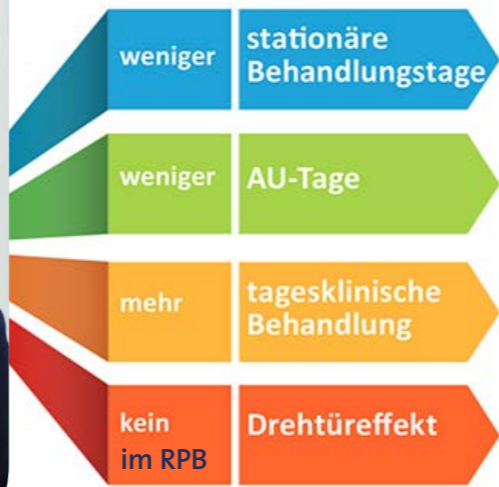 weniger
stationäre
Behandlungstage
weniger
AU-Tage
mehr
tagesklinische
Behandlung
kein
im RPB
Drehtüreffekt